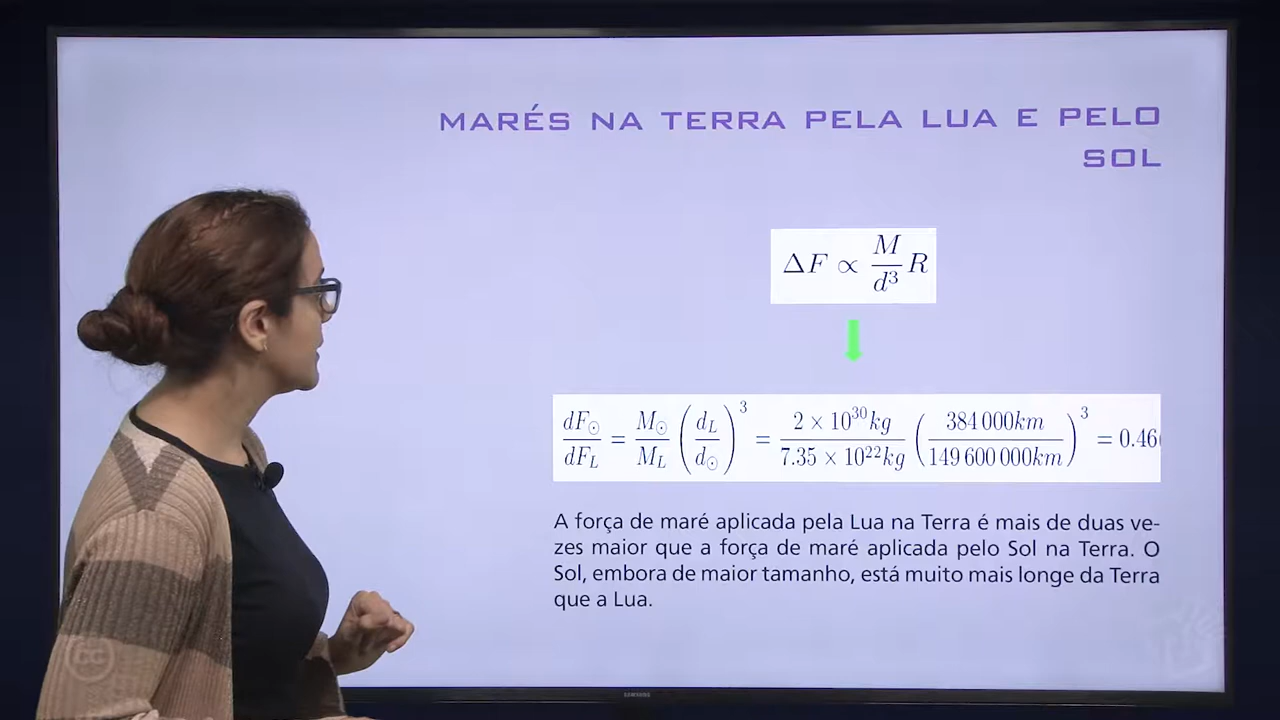 MARÉS NA TERRA PELA LUA E PELO
SOL
ΔF ∝ M/d³ R
dF☉/dF_L = M☉/M_L (d_L/d☉)³ = 2 × 10³⁰kg/7.35 × 10²²kg (384 000km/149 600 000km)³ = 0.46
A força de maré aplicada pela Lua na Terra é mais de duas ve-
zes maior que a força de maré aplicada pelo Sol na Terra. O
Sol, embora de maior tamanho, está muito mais longe da Terra
que a Lua.
SAMSUNG
cc